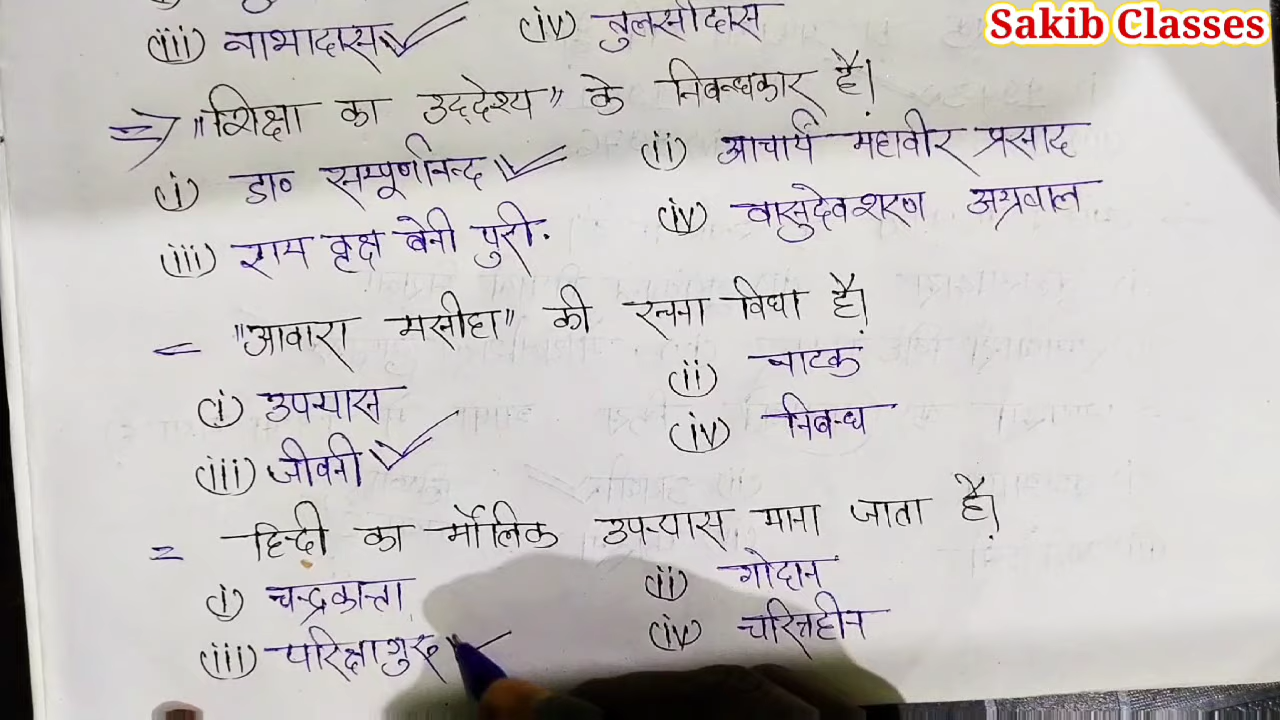 Sakib Classes
(iii) नाभादास (iv) तुलसीदास
"शिक्षा का उद्देश्य" के निबन्धकार है।
(i) डा० सम्पूर्णानन्द (ii) आचार्य महावीर प्रसाद
(iii) राम वृक्ष बेनी पुरी. (iv) वासुदेवशरण अग्रवाल
= "आवारा मसीहा" की रचना विधा है।
(i) उपन्यास (ii) नाटक
(iii) जीवनी (iv) निबन्ध
= हिन्दी का मौलिक उपन्यास माना जाता है।
(i) चन्द्रकान्ता (ii) गोदान
(iii) परिक्षागुरू (iv) चरित्रहीन